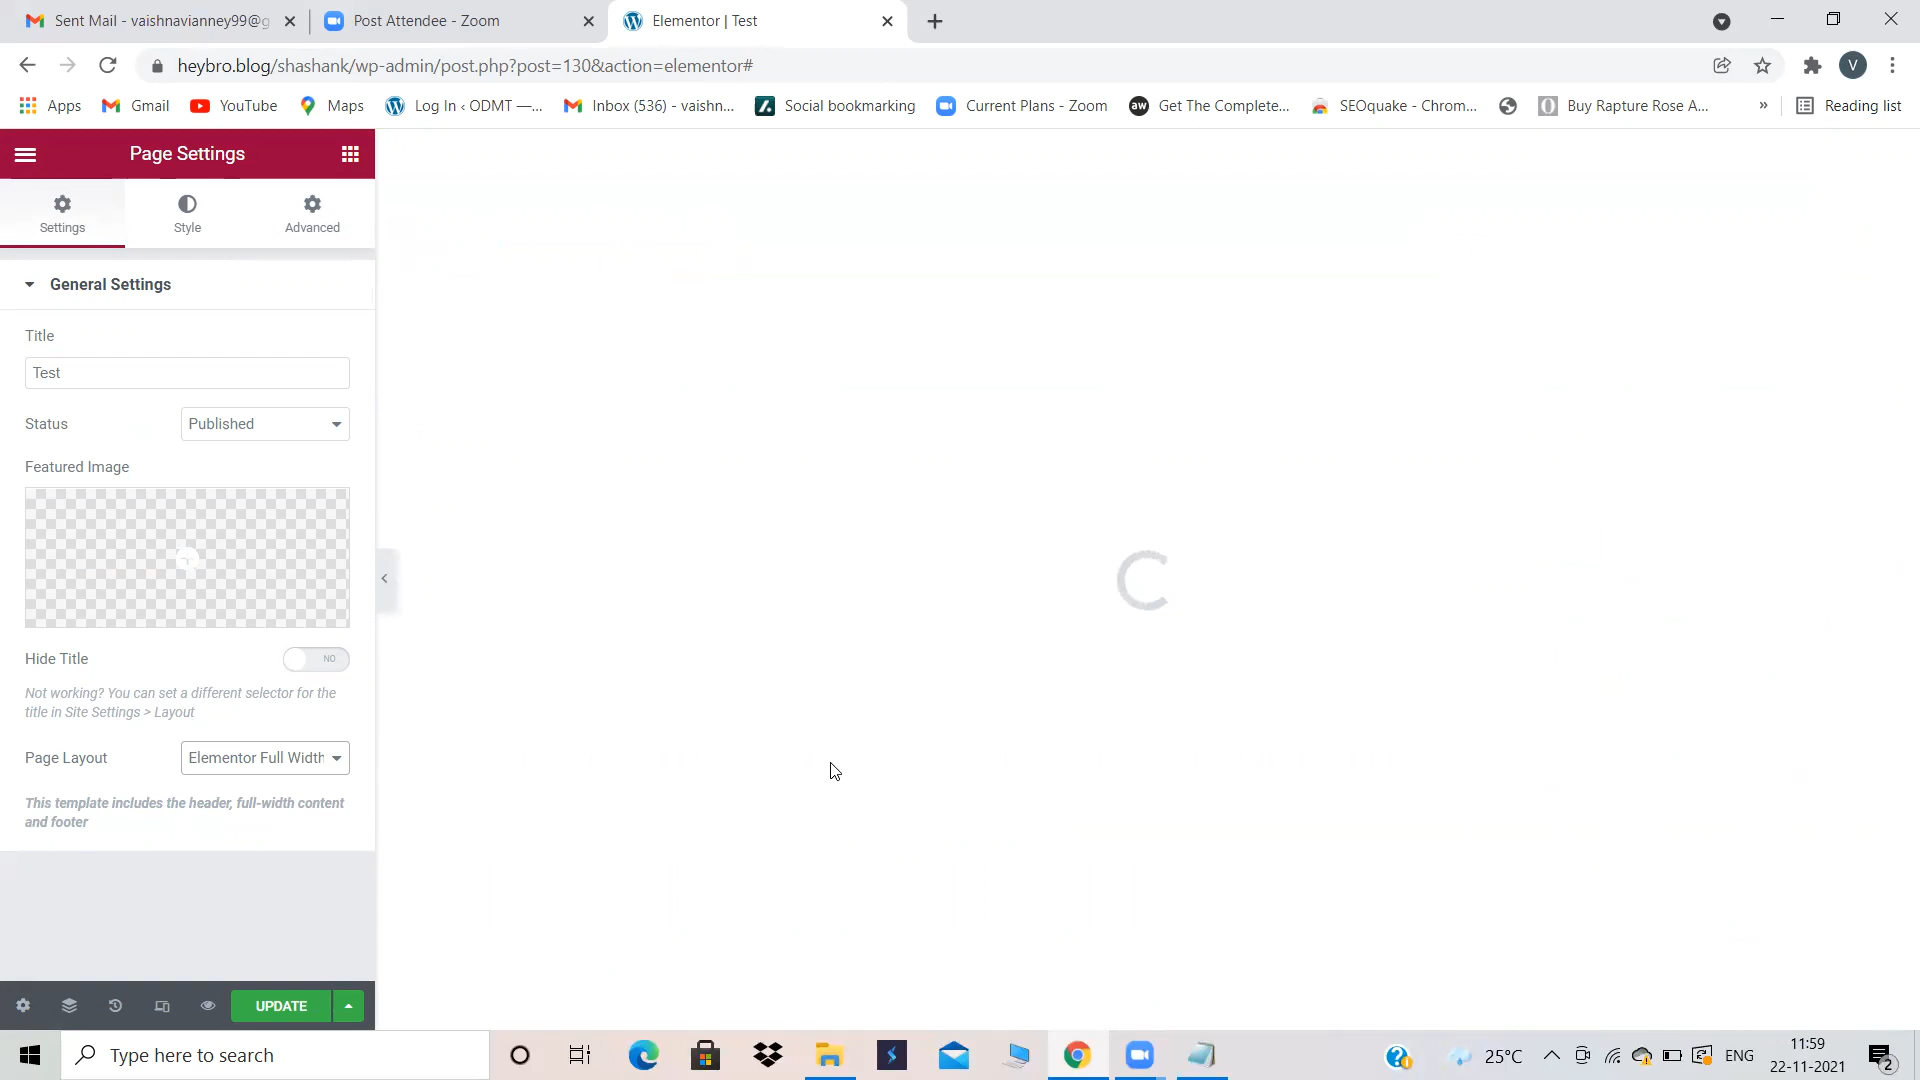 Sent Mail - vaishnavianney99@g
Post Attendee - Zoom
Elementor | Test
heybro.blog/shashank/wp-admin/post.php?post=130&action=elementor#
V
Apps
Gmail
YouTube
Maps
Log In ‹ ODMT —...
Inbox (536) - vaishn...
Social bookmarking
Current Plans - Zoom
aw
Get The Complete...
SEOquake - Chrom...
Buy Rapture Rose A...
»
Reading list
Page Settings
Settings
Style
Advanced
General Settings
Title
Test
Status
Published
Featured Image
Hide Title
NO
Not working? You can set a different selector for the
title in Site Settings > Layout
Page Layout
Elementor Full Width
This template includes the header, full-width content
and footer
UPDATE
Type here to search
25°C
ENG
11:59
22-11-2021
2